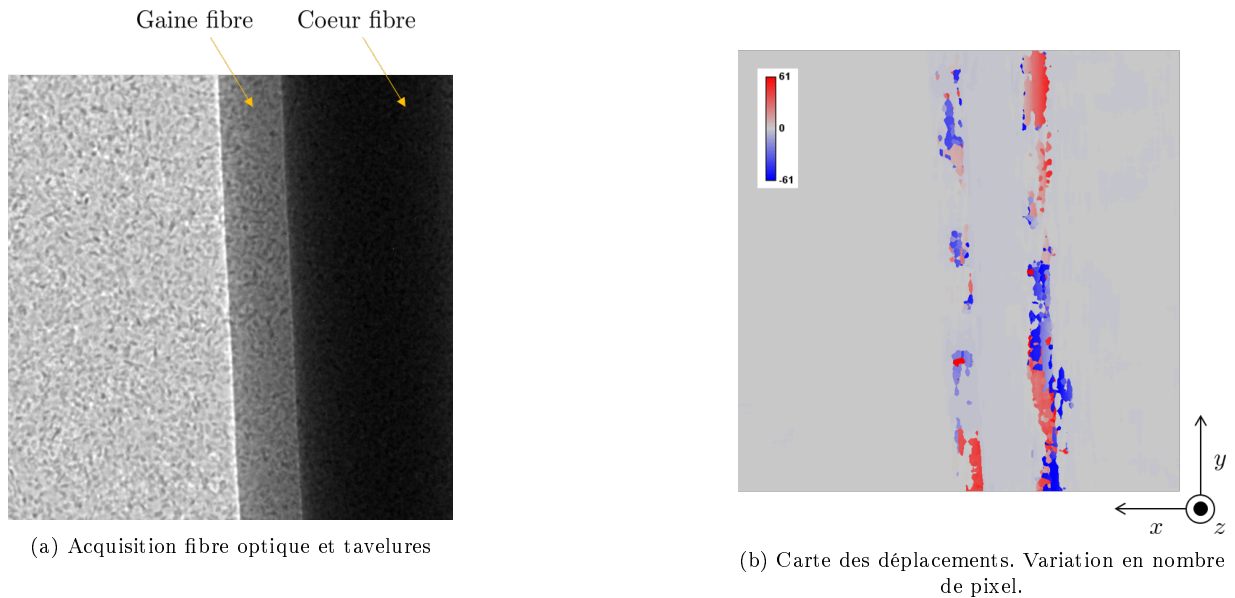 Gaine fibre
Coeur fibre
(a) Acquisition fibre optique et tavelures
61
0
-61
y
x
z
(b) Carte des déplacements. Variation en nombre
de pixel.